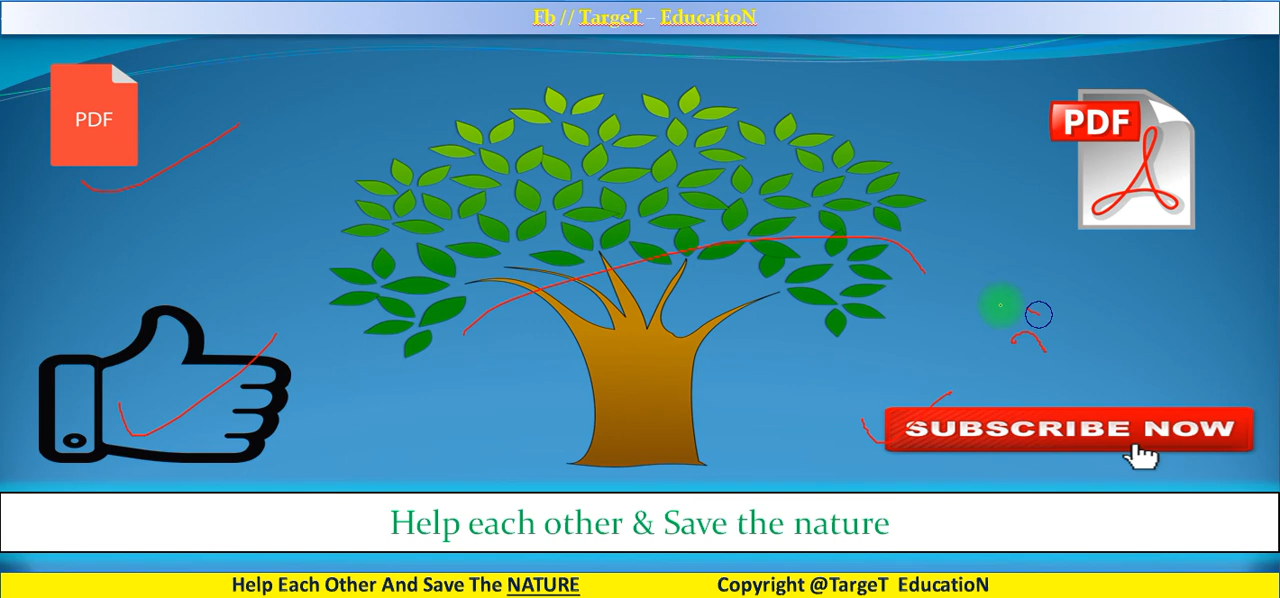 Fb // TargeT – EducatioN
PDF
PDF
SUBSCRIBE NOW
Help each other & Save the nature
Help Each Other And Save The NATURE
Copyright @TargeT EducatioN